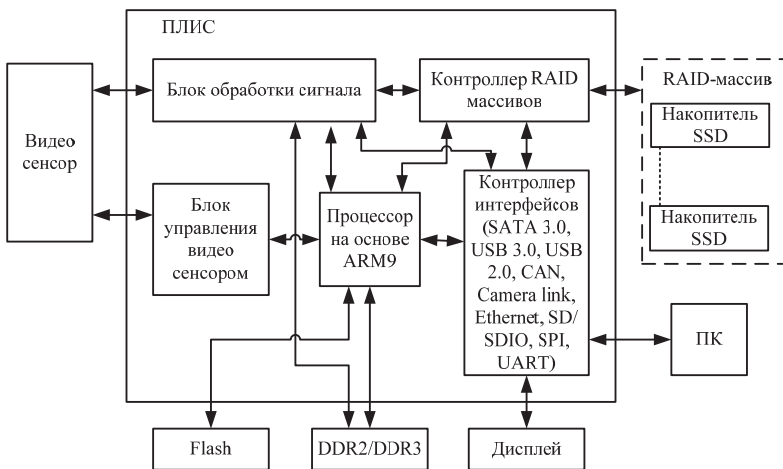 ПЛИС
Видео
сенсор
Блок обработки сигнала
Контроллер RAID
массивов
RAID-массив
Накопитель
SSD
Накопитель
SSD
Блок
управления
видео
сенсором
Процессор
на основе
ARM9
Контроллер
интерфейсов
(SATA 3.0,
USB 3.0, USB
2.0, CAN,
Camera link,
Ethernet, SD/
SDIO, SPI,
UART)
ПК
Flash
DDR2/DDR3
Дисплей